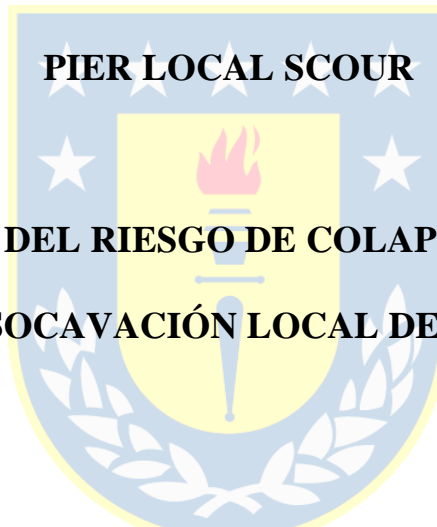 PIER LOCAL SCOUR
DEL RIESGO DE COLAP
SOCAVACIÓN LOCAL DE